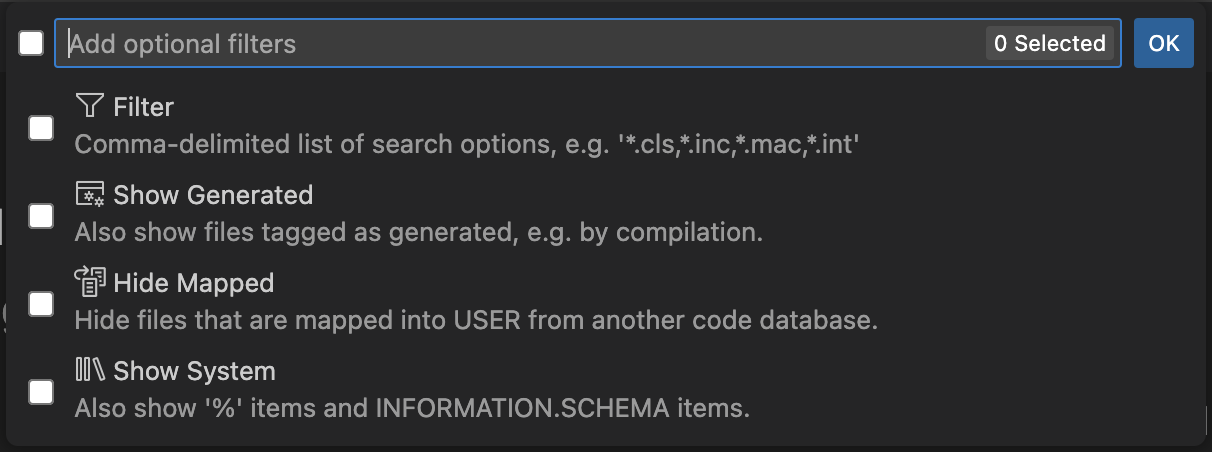 Add optional filters 0 Selected OK
Filter
Comma-delimited list of search options, e.g. '*.cls,*.inc,*.mac,*.int'
Show Generated
Also show files tagged as generated, e.g. by compilation.
Hide Mapped
Hide files that are mapped into USER from another code database.
Show System
Also show '%' items and INFORMATION.SCHEMA items.